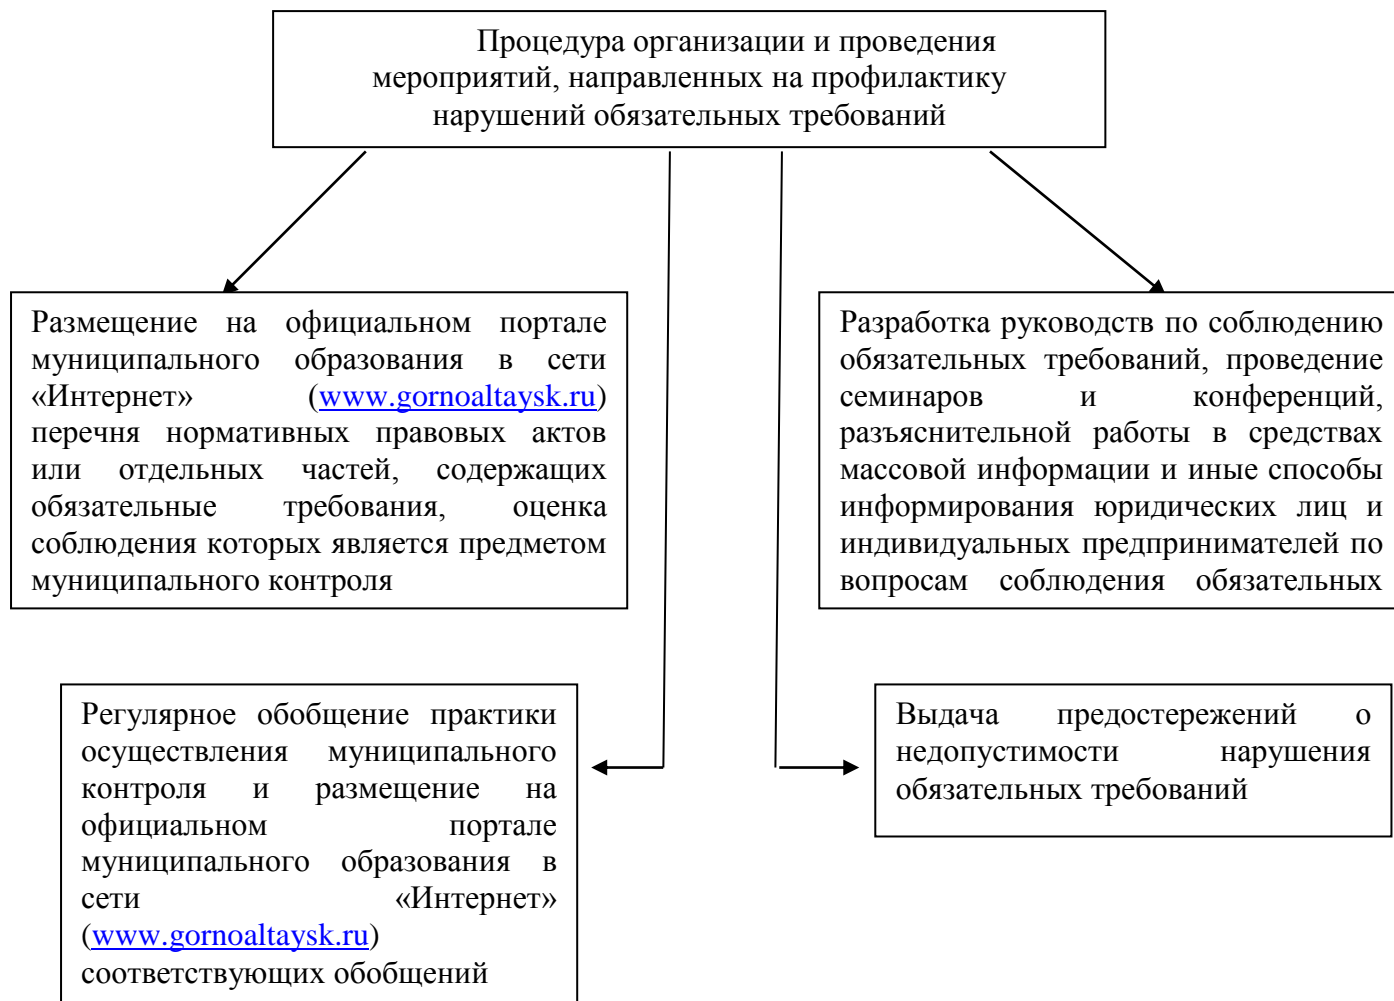 Процедура организации и проведения
мероприятий, направленных на профилактику
нарушений обязательных требований
Размещение на официальном портале
муниципального образования в сети
«Интернет» (www.gornoaltaysk.ru)
перечня нормативных правовых актов
или отдельных частей, содержащих
обязательные требования, оценка
соблюдения которых является предметом
муниципального контроля
Разработка руководств по соблюдению
обязательных требований, проведение
семинаров и конференций,
разъяснительной работы в средствах
массовой информации и иные способы
информирования юридических лиц и
индивидуальных предпринимателей по
вопросам соблюдения обязательных
Регулярное обобщение практики
осуществления муниципального
контроля и размещение на
официальном портале
муниципального образования в
сети «Интернет»
(www.gornoaltaysk.ru)
соответствующих обобщений
Выдача предостережений о
недопустимости нарушения
обязательных требований